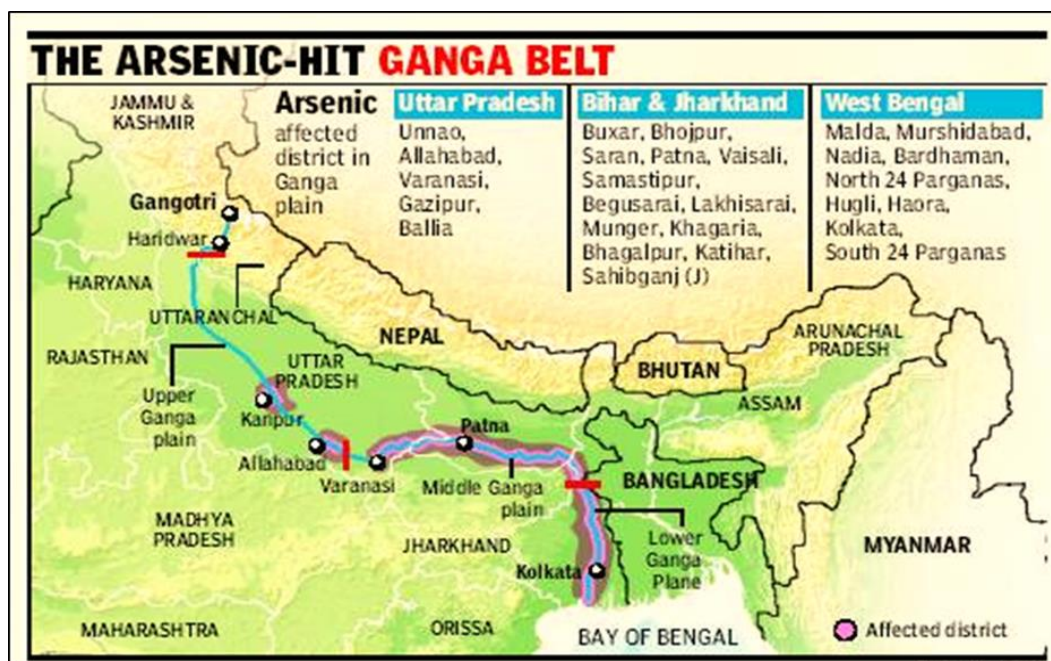 THE ARSENIC-HIT GANGA BELT
Arsenic
affected
district in
Ganga
plain
Uttar Pradesh
Unnao,
Allahabad,
Varanasi,
Gazipur,
Ballia
Bihar & Jharkhand
Buxar, Bhojpur,
Saran, Patna, Vaisali,
Samastipur,
Begusarai, Lakhisarai,
Munger, Khagaria,
Bhagalpur, Katihar,
Sahibganj (J)
West Bengal
Malda, Murshidabad,
Nadia, Bardhaman,
North 24 Parganas,
Hugli, Haora,
Kolkata,
South 24 Parganas
JAMMU &
KASHMIR
Gangotri
Haridwar
HARYANA
UTTARANCHAL
RAJASTHAN
NEPAL
UTTAR
PRADESH
BHUTAN
ARUNACHAL
PRADESH
ASSAM
Upper
Ganga
plain
Kanpur
Allahabad
Varanasi
Patna
Middle Ganga
plain
BANGLADESH
MADHYA
PRADESH
JHARKHAND
Lower
Ganga
Plane
MYANMAR
Kolkata
MAHARASHTRA
ORISSA
BAY OF BENGAL
Affected district